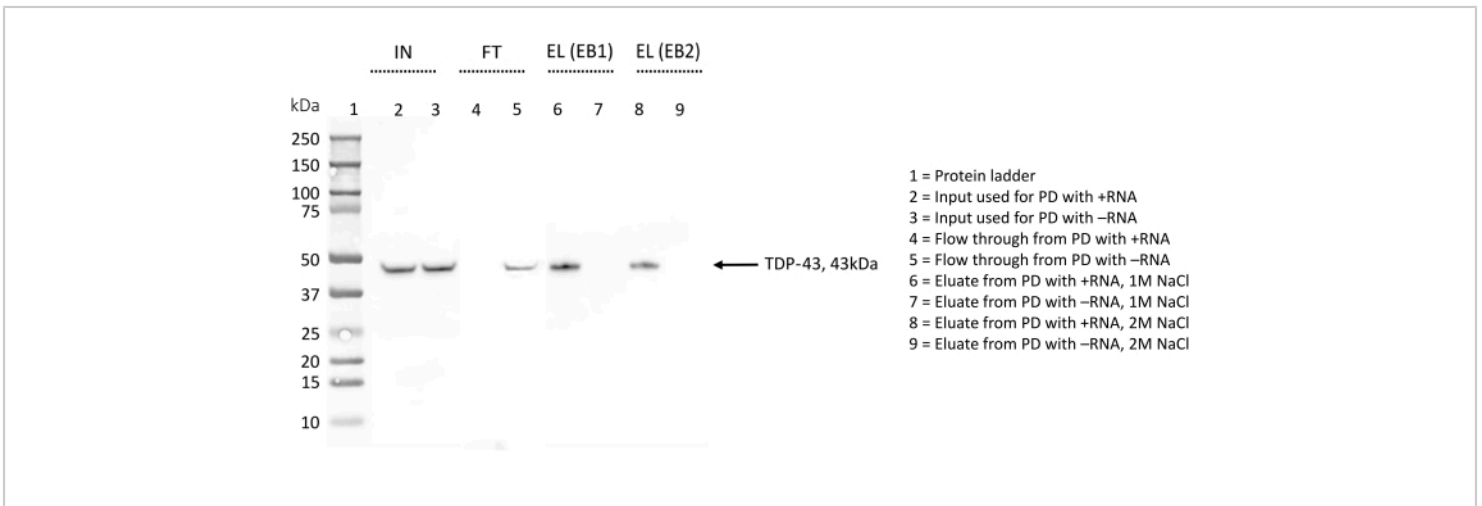 IN FT EL (EB1) EL (EB2)
kDa 1 2 3 4 5 6 7 8 9
250
150
100
75
50
37
25
20
15
10
TDP-43, 43kDa
1 = Protein ladder
2 = Input used for PD with +RNA
3 = Input used for PD with –RNA
4 = Flow through from PD with +RNA
5 = Flow through from PD with –RNA
6 = Eluate from PD with +RNA, 1M NaCl
7 = Eluate from PD with –RNA, 1M NaCl
8 = Eluate from PD with +RNA, 2M NaCl
9 = Eluate from PD with –RNA, 2M NaCl